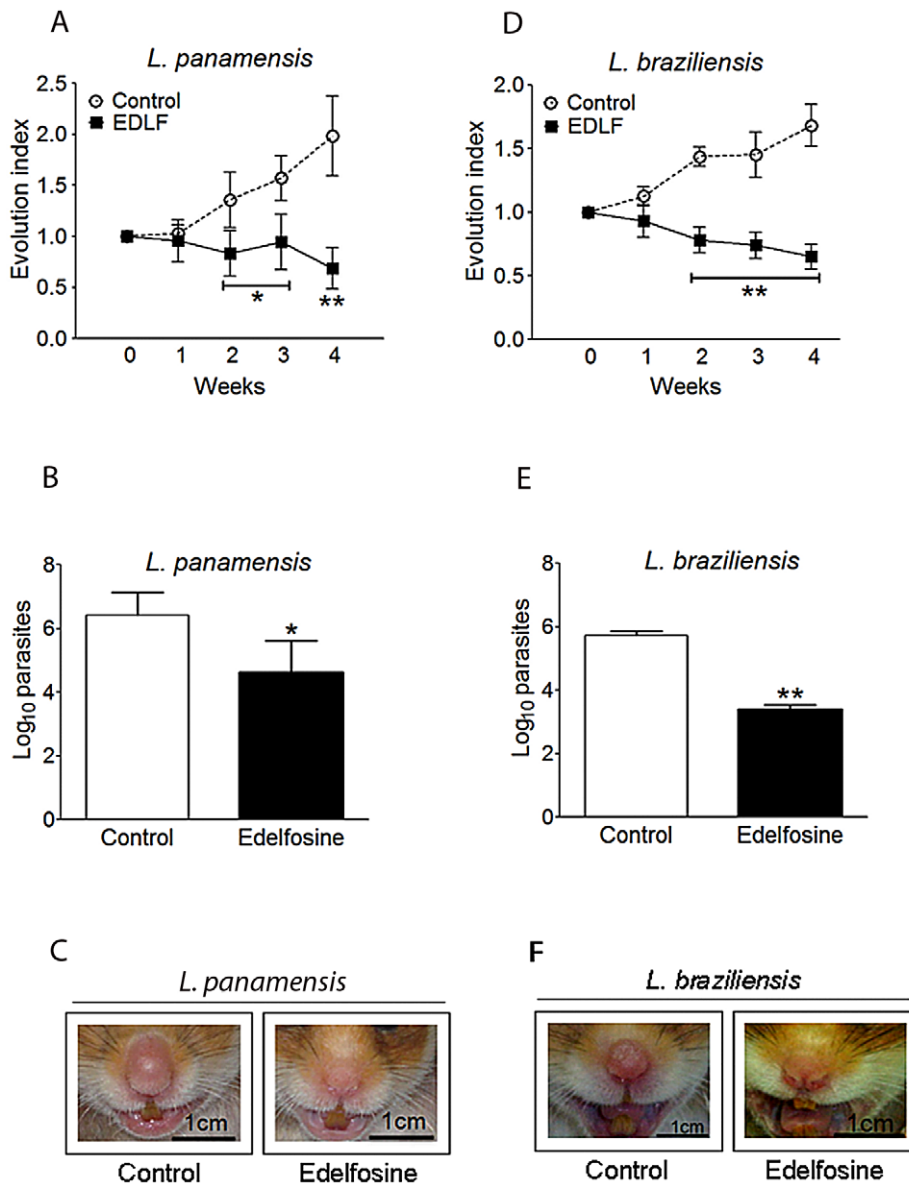 A
L. panamensis
Control
EDLF
Evolution index
2.5
2.0
1.5
1.0
0.5
0.0
*
**
0 1 2 3 4
Weeks
D
L. braziliensis
Control
EDLF
Evolution index
2.0
1.5
1.0
0.5
0.0
**
0 1 2 3 4
Weeks
B
L. panamensis
Log10 parasites
8
6
4
2
0
*
Control Edelfosine
E
L. braziliensis
Log10 parasites
8
6
4
2
0
**
Control Edelfosine
C
L. panamensis
1cm 1cm
Control Edelfosine
F
L. braziliensis
1cm 1cm
Control Edelfosine